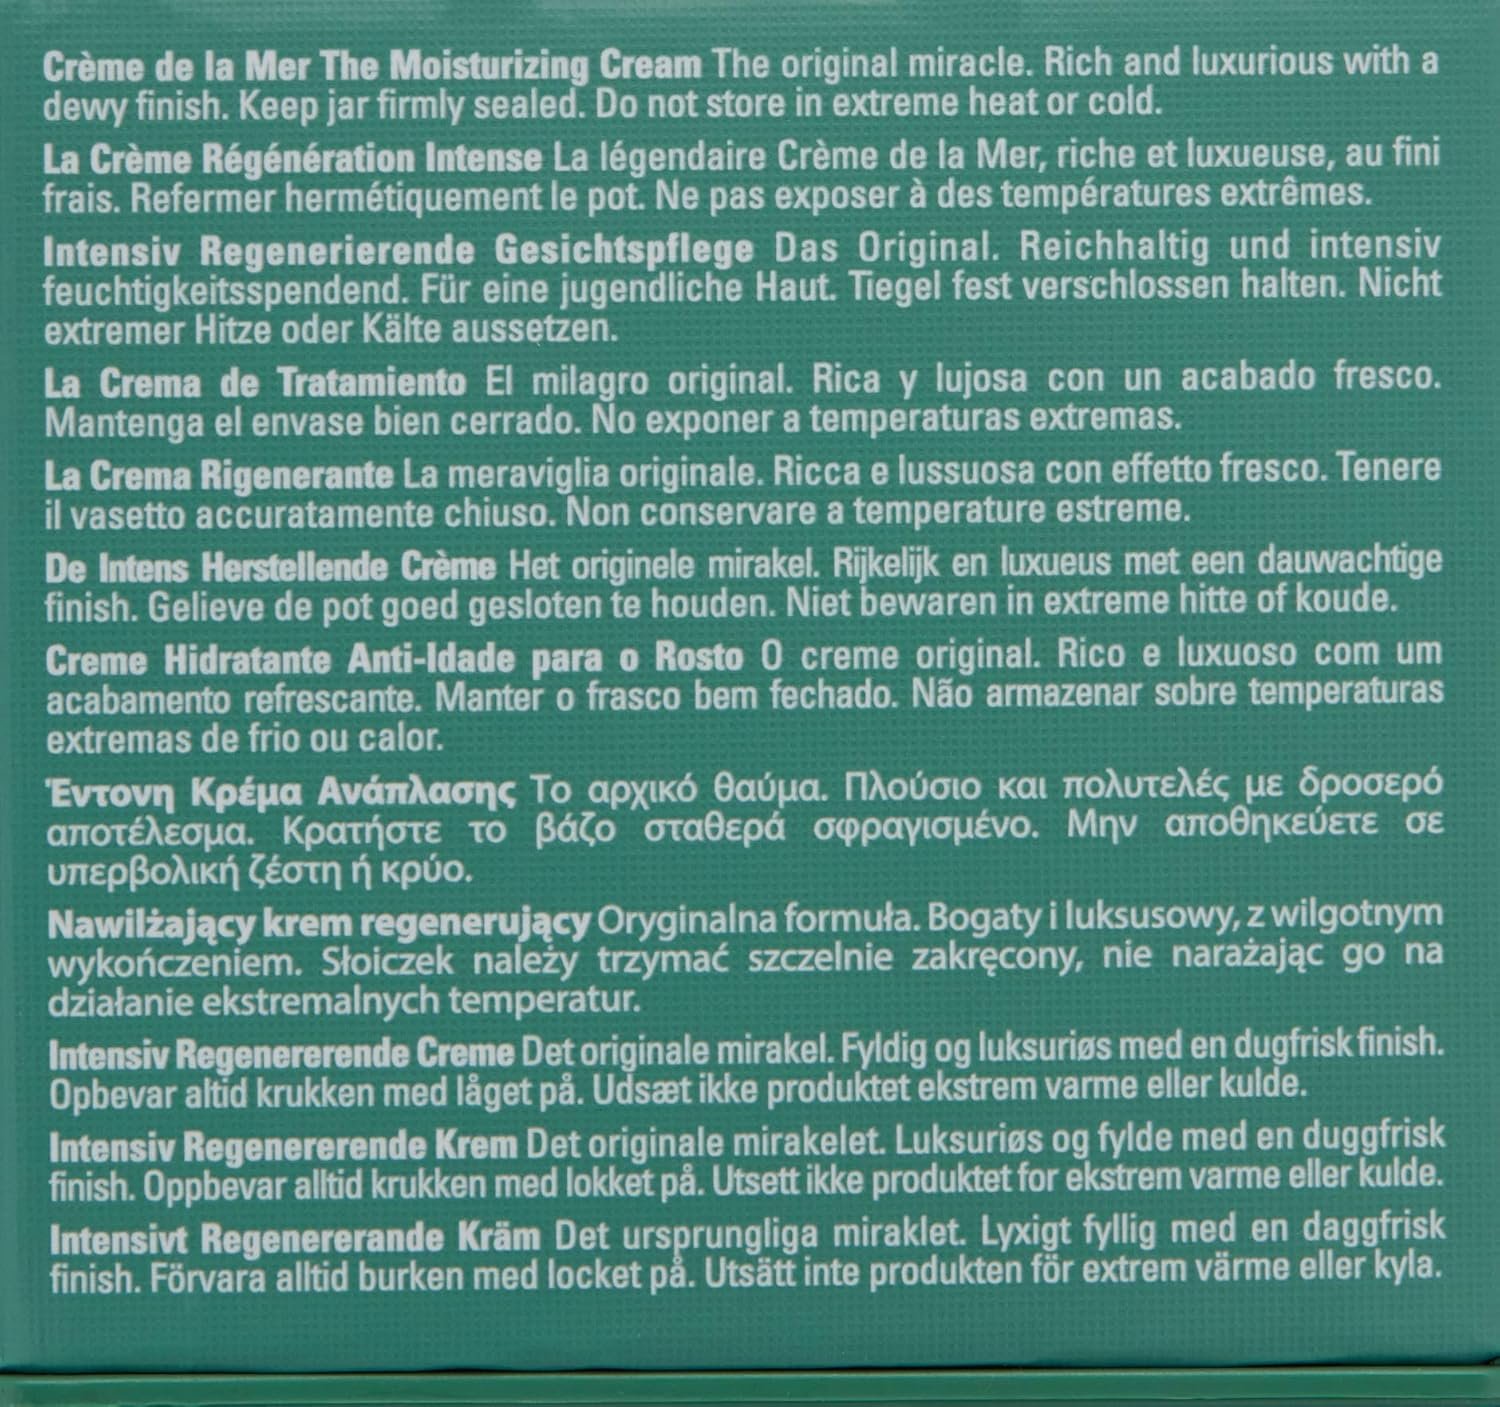 Crème de la Mer The Moisturizing Cream The original miracle. Rich and luxurious with a
dewy finish. Keep jar firmly sealed. Do not store in extreme heat or cold.
La Crème Régénération Intense La légendaire Crème de la Mer, riche et luxueuse, au fini
frais. Refermer hermétiquement le pot. Ne pas exposer à des températures extrêmes.
Intensiv Regenerierende Gesichtspflege Das Original. Reichhaltig und intensiv
feuchtigkeitsspendend. Für eine jugendliche Haut. Tiegel fest verschlossen halten. Nicht
extremer Hitze oder Kälte aussetzen.
La Crema de Tratamiento El milagro original. Rica y lujosa con un acabado fresco.
Mantenga el envase bien cerrado. No exponer a temperaturas extremas.
La Crema Rigenerante La meraviglia originale. Ricca e lussuosa con effetto fresco. Tenere
il vasetto accuratamente chiuso. Non conservare a temperature estreme.
De Intens Herstellende Crème Het originele mirakel. Rijkelijk en luxueus met een dauwachtige
finish. Gelieve de pot goed gesloten te houden. Niet bewaren in extreme hitte of koude.
Creme Hidratante Anti-Idade para o Rosto O creme original. Rico e luxuoso com um
acabamento refrescante. Manter o frasco bem fechado. Não armazenar sobre temperaturas
extremas de frio ou calor.
Έντονη Κρέμα Ανάπλασης Το αρχικό θαύμα. Πλούσιο και πολυτελές με δροσερό
αποτέλεσμα. Κρατήστε το βάζο σταθερά σφραγισμένο. Μην αποθηκεύετε σε
υπερβολική ζέστη ή κρύο.
Nawilżający krem regenerujący Oryginalna formuła. Bogaty i luksusowy, z wilgotnym
wykończeniem. Słoiczek należy trzymać szczelnie zakręcony, nie narażając go na
działanie ekstremalnych temperatur.
Intensiv Regenererende Creme Det originale mirakel. Fyldig og luksuriøs med en dugfrisk finish.
Opbevar altid krukken med låget på. Udsæt ikke produktet ekstrem varme eller kulde.
Intensiv Regenererende Krem Det originale mirakelet. Luksuriøs og fylde med en duggfrisk
finish. Oppbevar alltid krukken med lokket på. Utsett ikke produktet for ekstrem varme eller kulde.
Intensivt Regenererande Kräm Det ursprungliga miraklet. Lyxigt fyllig med en daggfrisk
finish. Förvara alltid burken med locket på. Utsätt inte produkten för extrem värme eller kyla.